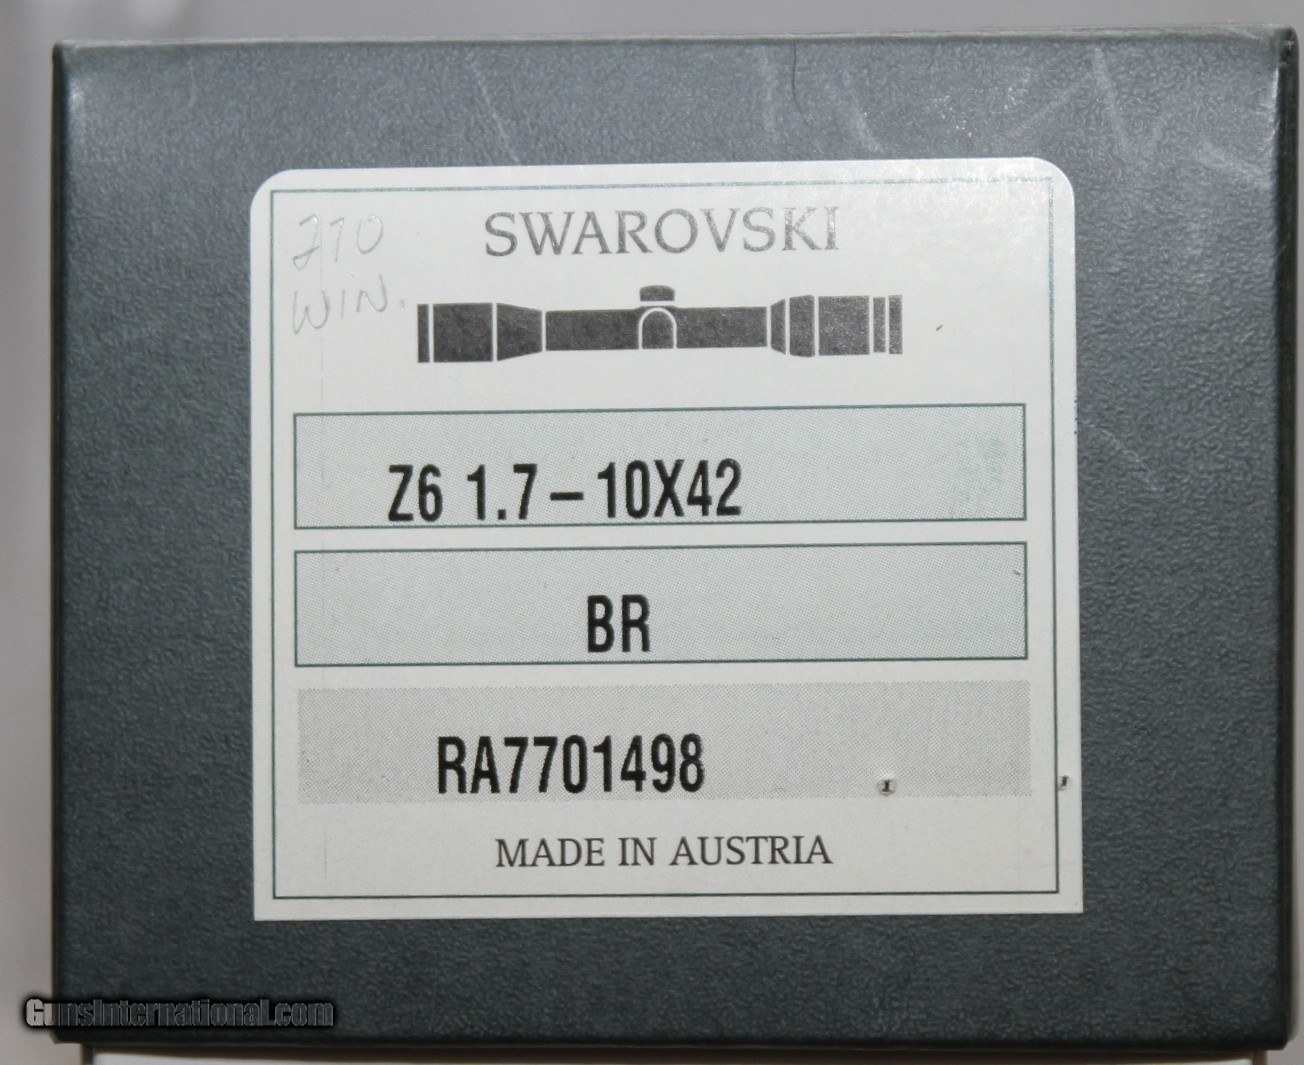 SWAROVSKI
270
WIN.
Z6 1.7-10X42
BR
RA7701498
MADE IN AUSTRIA
GunsInternational.com